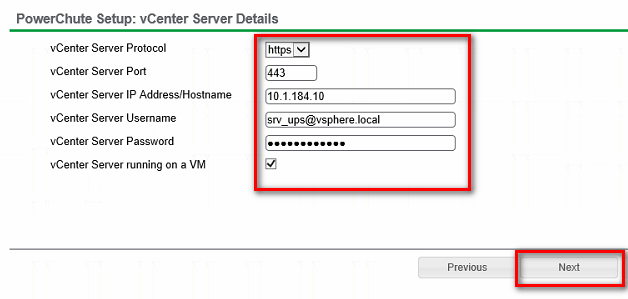 PowerChute Setup: vCenter Server Details
vCenter Server Protocol https
vCenter Server Port 443
vCenter Server IP Address/Hostname 10.1.184.10
vCenter Server Username srv_ups@vsphere.local
vCenter Server Password ●●●●●●●●●●●●
vCenter Server running on a VM
Previous Next